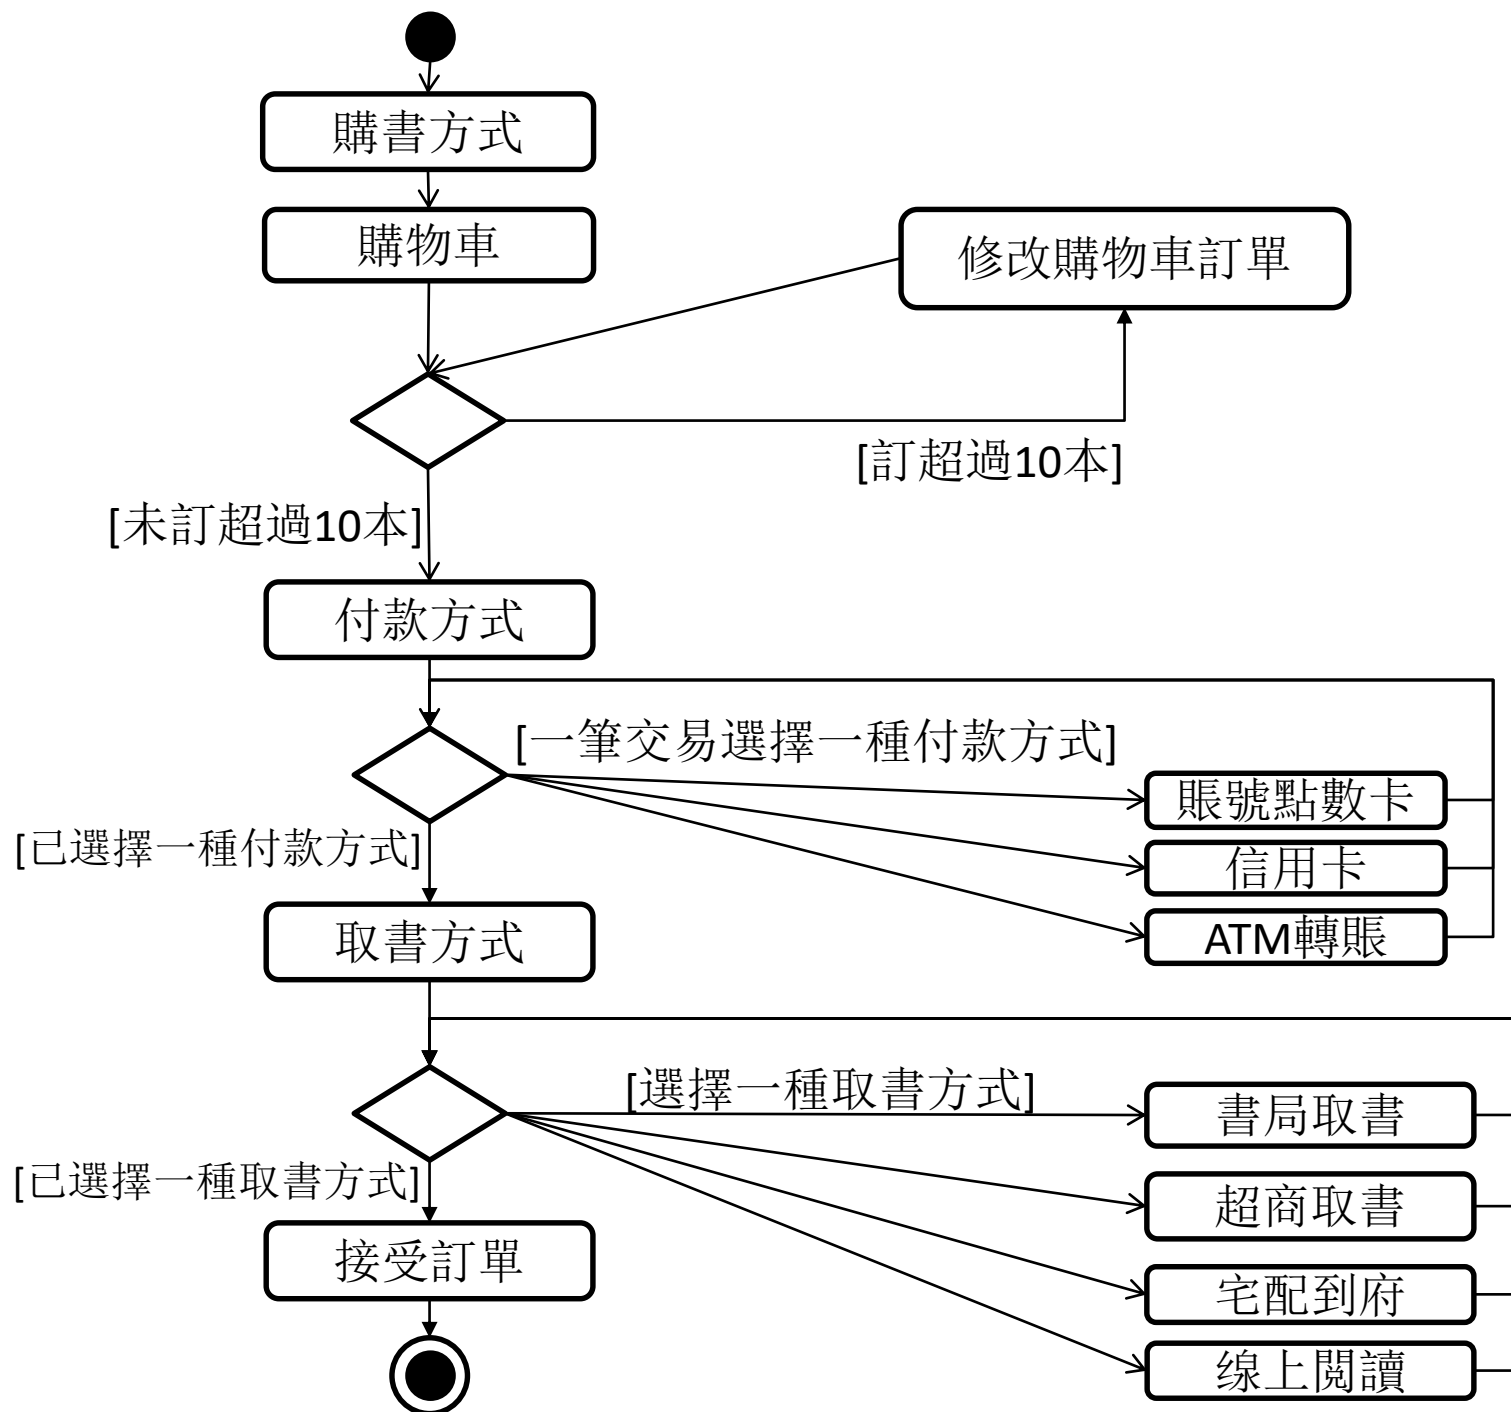 購書方式
購物車
修改購物車訂單
[訂超過10本]
[未訂超過10本]
付款方式
[一筆交易選擇一種付款方式]
賬號點數卡
[已選擇一種付款方式]
信用卡
取書方式
ATM轉賬
[選擇一種取書方式]
書局取書
[已選擇一種取書方式]
超商取書
接受訂單
宅配到府
线上閱讀